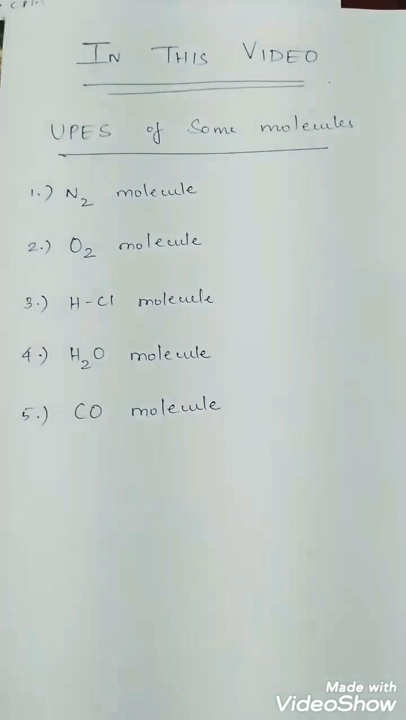 IN THIS VIDEO
UPES of Some molecules
1.) N₂ molecule
2.) O₂ molecule
3.) H-Cl molecule
4.) H₂O molecule
5.) CO molecule
Made with
VideoShow